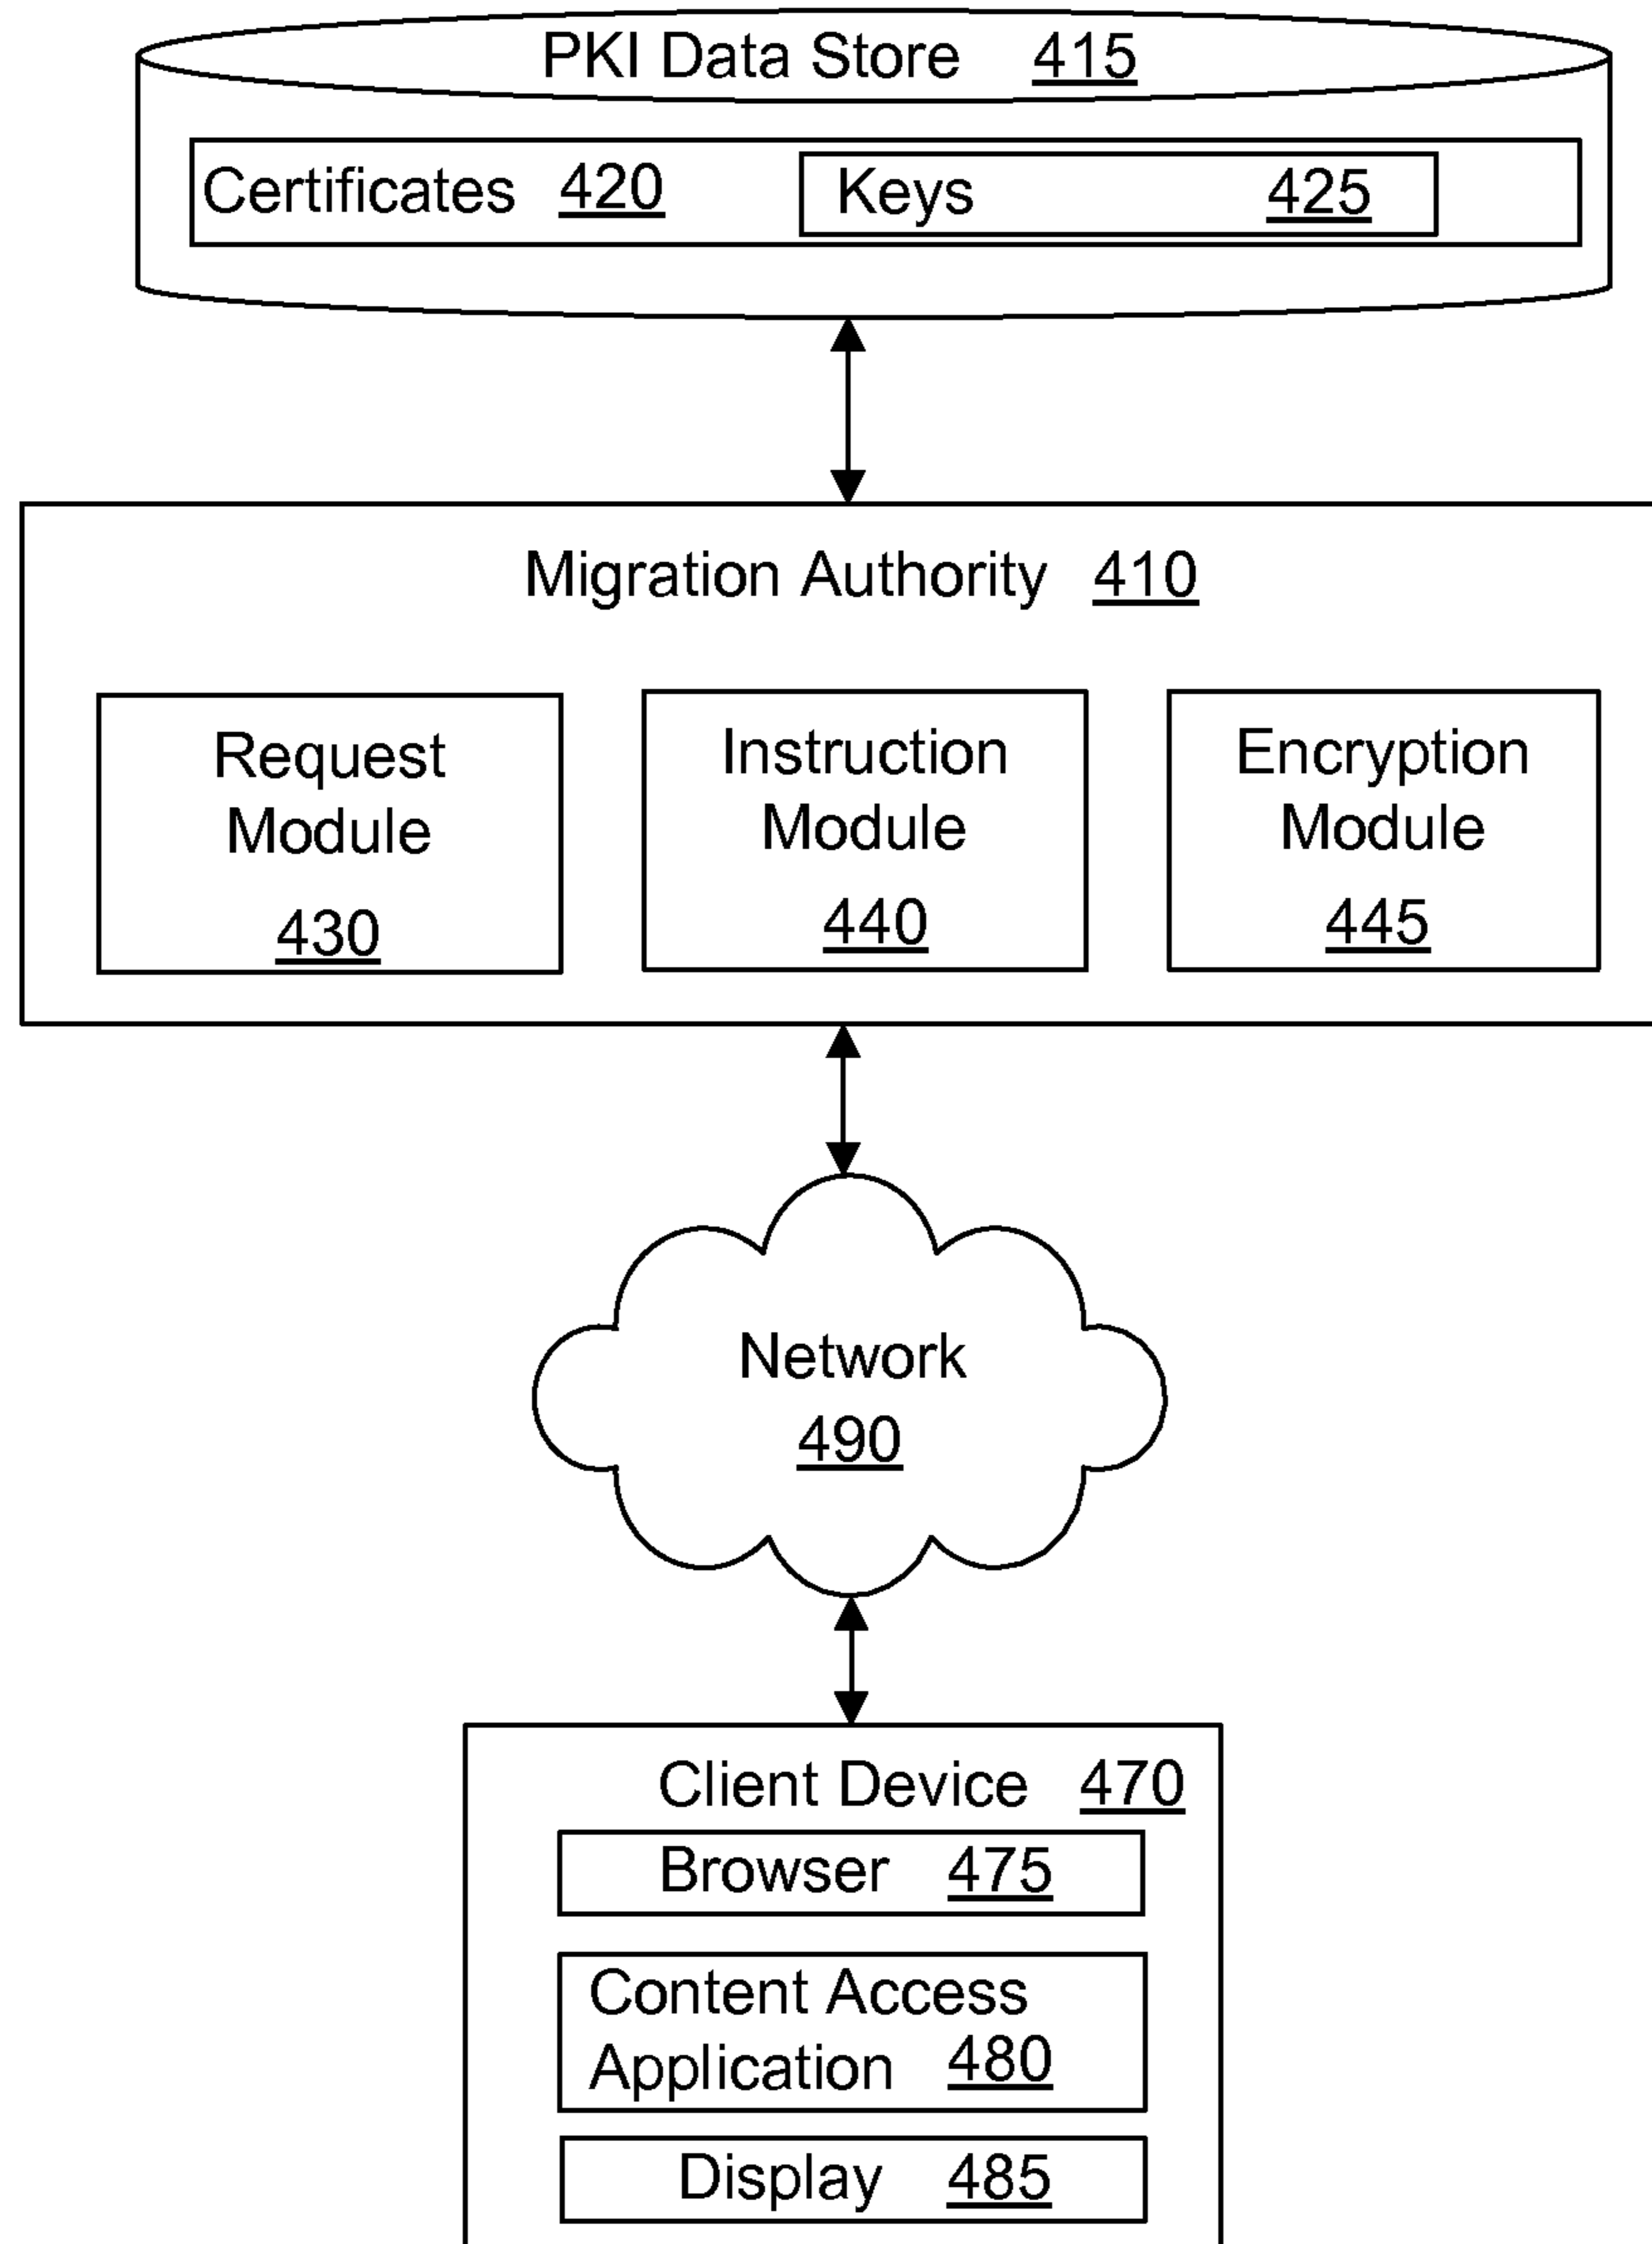 PKI Data Store 415
Certificates 420 Keys 425
Migration Authority 410
Request
Module
430
Instruction
Module
440
Encryption
Module
445
Network
490
Client Device 470
Browser 475
Content Access
Application 480
Display 485